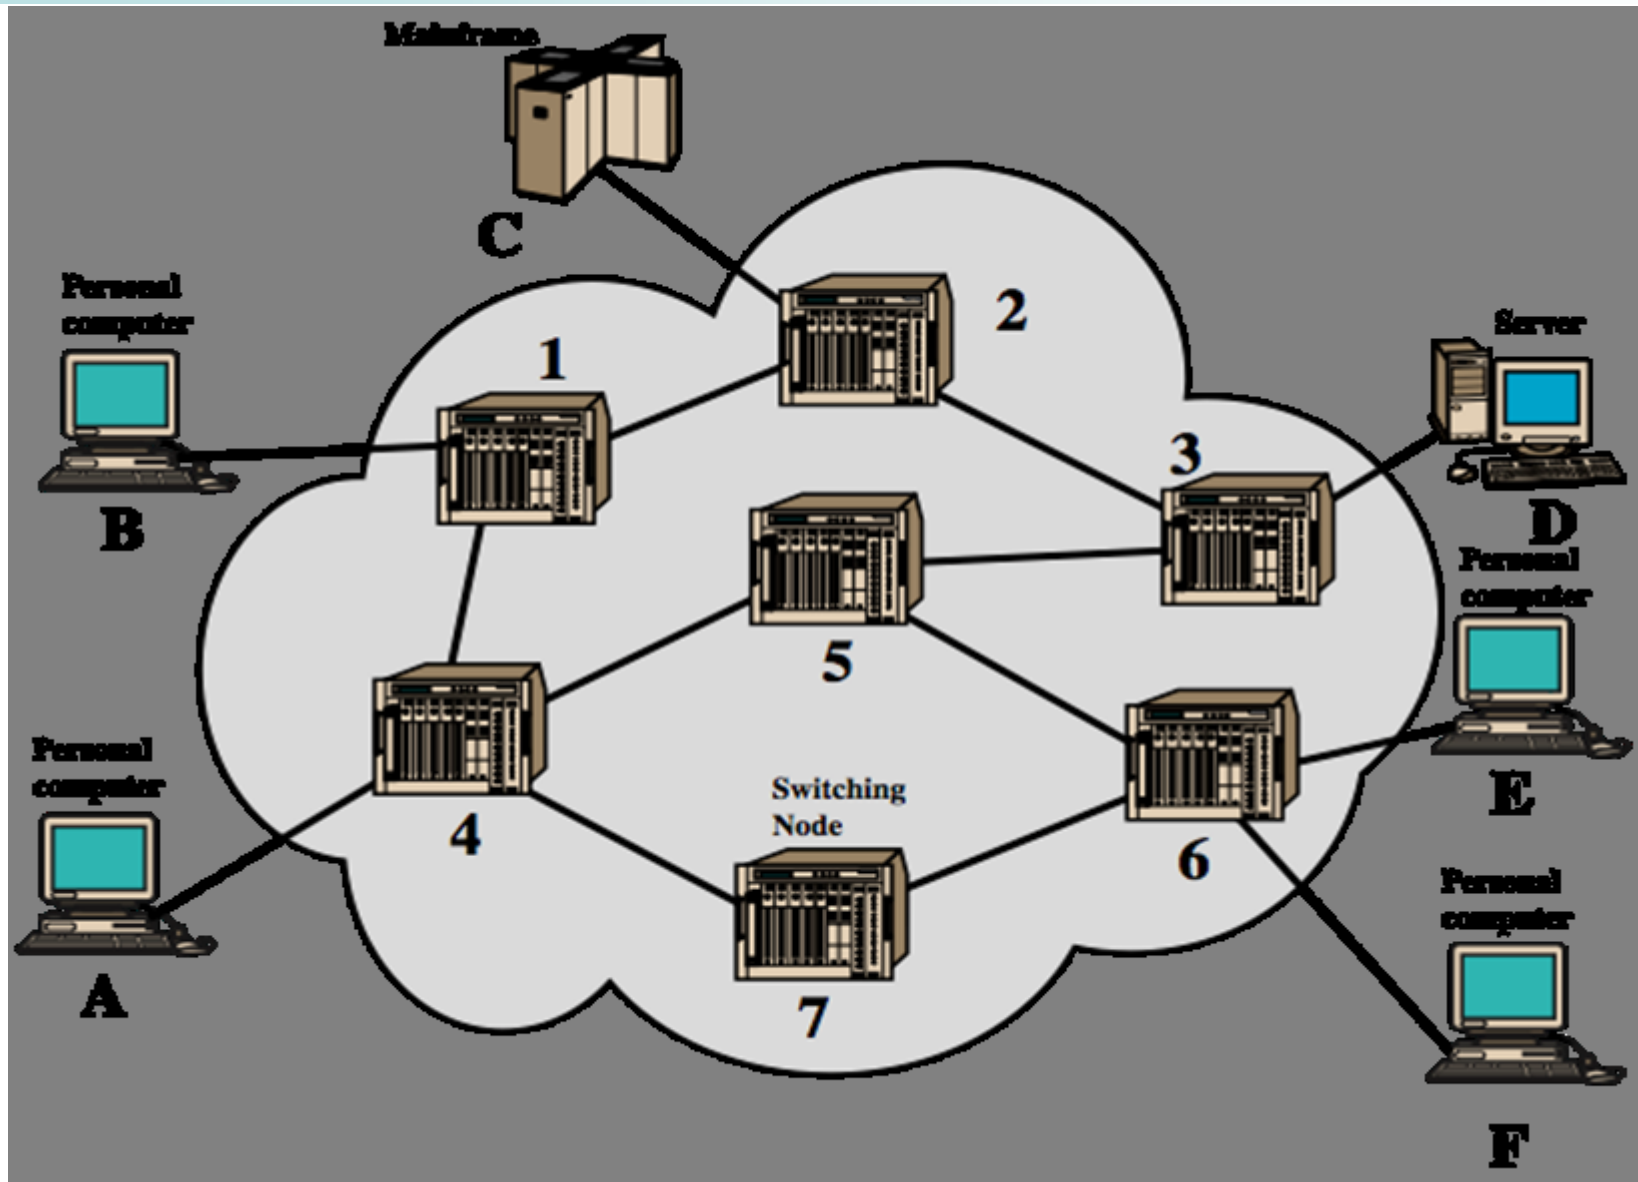 Mainframe
C
2
Personal
computer
1
B
Server
3
D
Personal
computer
5
E
Personal
computer
4
Switching
Node
6
A
Personal
computer
7
F